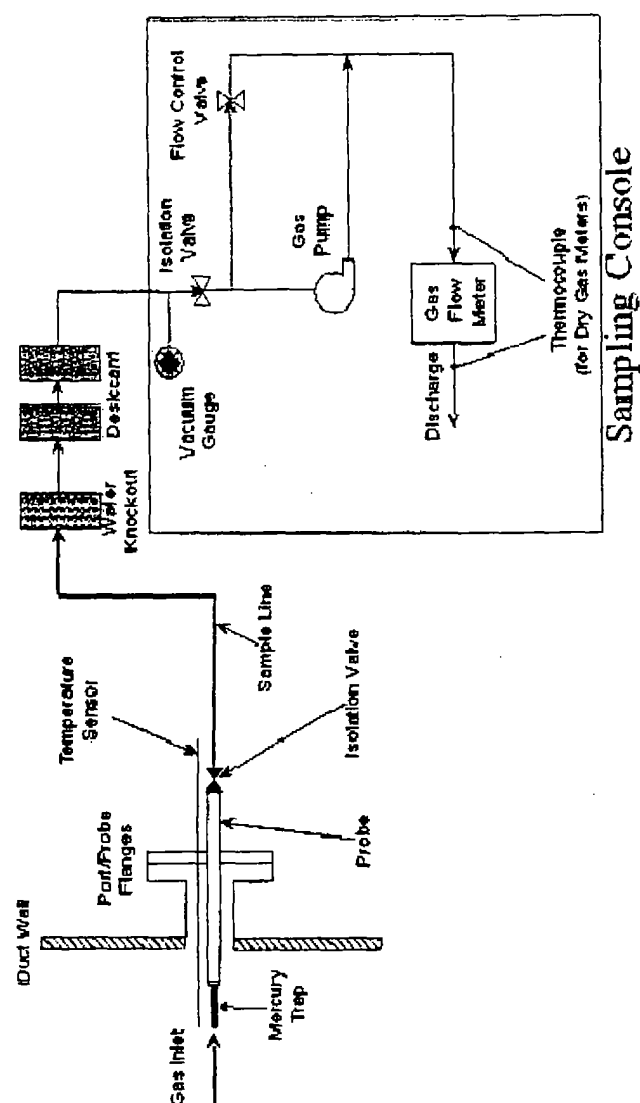 Gas Inlet
Duct Wall
Mercury
Trap
Port/Probe
Flanges
Probe
Temperature
Sensor
Isolation Valve
Sample Line
Water
Knockout
Desiccant
Vacuum
Gauge
Isolation
Valve
Flow Control
Valve
Gas
Pump
Discharge
Gas
Flow
Meter
Thermocouple
(for Dry Gas Meters)
Sampling Console